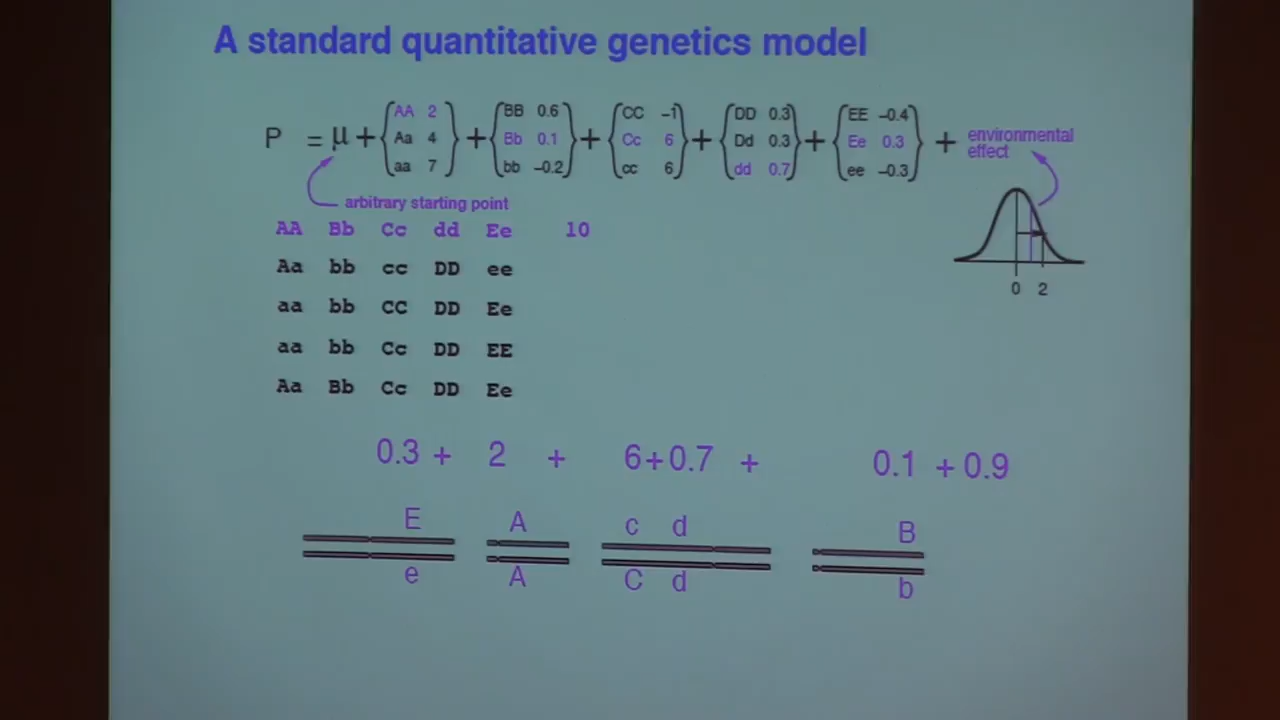 A standard quantitative genetics model
AA 2 BB 0.6 CC -1 DD 0.3 EE -0.4
P = μ + Aa 4 + Bb 0.1 + Cc 6 + Dd 0.3 + Ee 0.3 + environmental effect
aa 7 bb -0.2 cc 6 dd 0.7 ee -0.3
arbitrary starting point
AA Bb Cc dd Ee 10
Aa bb cc DD ee
aa bb CC DD Ee
aa bb Cc DD EE
Aa Bb Cc DD Ee
0 2
0.3 + 2 + 6+0.7 + 0.1 + 0.9
E A c d B
e A C d b